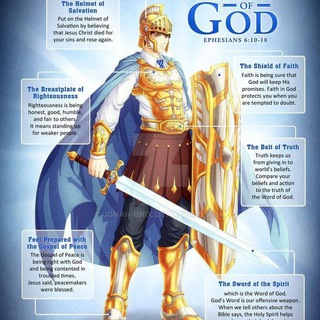 OF
GOD
EPHESIANS 6:10-18
The Helmet of
Salvation
Put on the Helmet of
Salvation by believing
that Jesus Christ died for
your sins and rose again.
The Shield of Faith
Faith is being sure that
God will keep His
promises. Faith in God
protects you when you
are tempted to doubt.
The Breastplate of
Righteousness
Righteousness is being
honest, good, humble,
and fair to others.
It means standing up
for weaker people.
The Belt of Truth
Truth keeps us
from giving in to
world's beliefs.
Compare your
beliefs and action
to the truth of
the Word of God.
Feet Prepared with
the Gospel of Peace
The Gospel of Peace is
being right with God
and being contented in
troubled times.
Jesus said, peacemakers
were blessed.
The Sword of the Spirit
which is the Word of God.
God's Word is our offensive weapon.
When we tell others about the
Bible says, the Holy Spirit helps